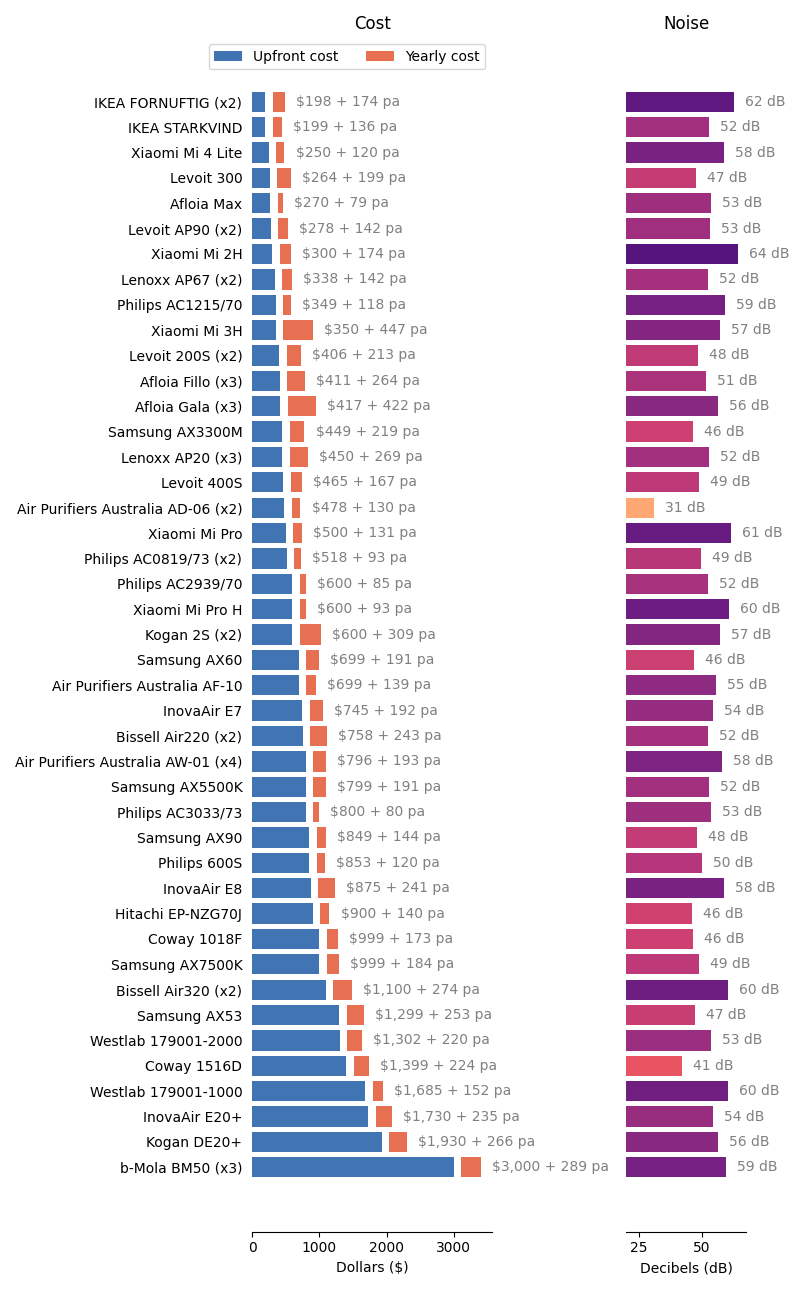 Cost Noise
Upfront cost Yearly cost
IKEA FORNUFTIG (x2) $198 + 174 pa 62 dB
IKEA STARKVIND $199 + 136 pa 52 dB
Xiaomi Mi 4 Lite $250 + 120 pa 58 dB
Levoit 300 $264 + 199 pa 47 dB
Afloia Max $270 + 79 pa 53 dB
Levoit AP90 (x2) $278 + 142 pa 53 dB
Xiaomi Mi 2H $300 + 174 pa 64 dB
Lenoxx AP67 (x2) $338 + 142 pa 52 dB
Philips AC1215/70 $349 + 118 pa 59 dB
Xiaomi Mi 3H $350 + 447 pa 57 dB
Levoit 200S (x2) $406 + 213 pa 48 dB
Afloia Fillo (x3) $411 + 264 pa 51 dB
Afloia Gala (x3) $417 + 422 pa 56 dB
Samsung AX3300M $449 + 219 pa 46 dB
Lenoxx AP20 (x3) $450 + 269 pa 52 dB
Levoit 400S $465 + 167 pa 49 dB
Air Purifiers Australia AD-06 (x2) $478 + 130 pa 31 dB
Xiaomi Mi Pro $500 + 131 pa 61 dB
Philips AC0819/73 (x2) $518 + 93 pa 49 dB
Philips AC2939/70 $600 + 85 pa 52 dB
Xiaomi Mi Pro H $600 + 93 pa 60 dB
Kogan 2S (x2) $600 + 309 pa 57 dB
Samsung AX60 $699 + 191 pa 46 dB
Air Purifiers Australia AF-10 $699 + 139 pa 55 dB
InovaAir E7 $745 + 192 pa 54 dB
Bissell Air220 (x2) $758 + 243 pa 52 dB
Air Purifiers Australia AW-01 (x4) $796 + 193 pa 58 dB
Samsung AX5500K $799 + 191 pa 52 dB
Philips AC3033/73 $800 + 80 pa 53 dB
Samsung AX90 $849 + 144 pa 48 dB
Philips 600S $853 + 120 pa 50 dB
InovaAir E8 $875 + 241 pa 58 dB
Hitachi EP-NZG70J $900 + 140 pa 46 dB
Coway 1018F $999 + 173 pa 46 dB
Samsung AX7500K $999 + 184 pa 49 dB
Bissell Air320 (x2) $1,100 + 274 pa 60 dB
Samsung AX53 $1,299 + 253 pa 47 dB
Westlab 179001-2000 $1,302 + 220 pa 53 dB
Coway 1516D $1,399 + 224 pa 41 dB
Westlab 179001-1000 $1,685 + 152 pa 60 dB
InovaAir E20+ $1,730 + 235 pa 54 dB
Kogan DE20+ $1,930 + 266 pa 56 dB
b-Mola BM50 (x3) $3,000 + 289 pa 59 dB
0 1000 2000 3000 25 50
Dollars ($) Decibels (dB)